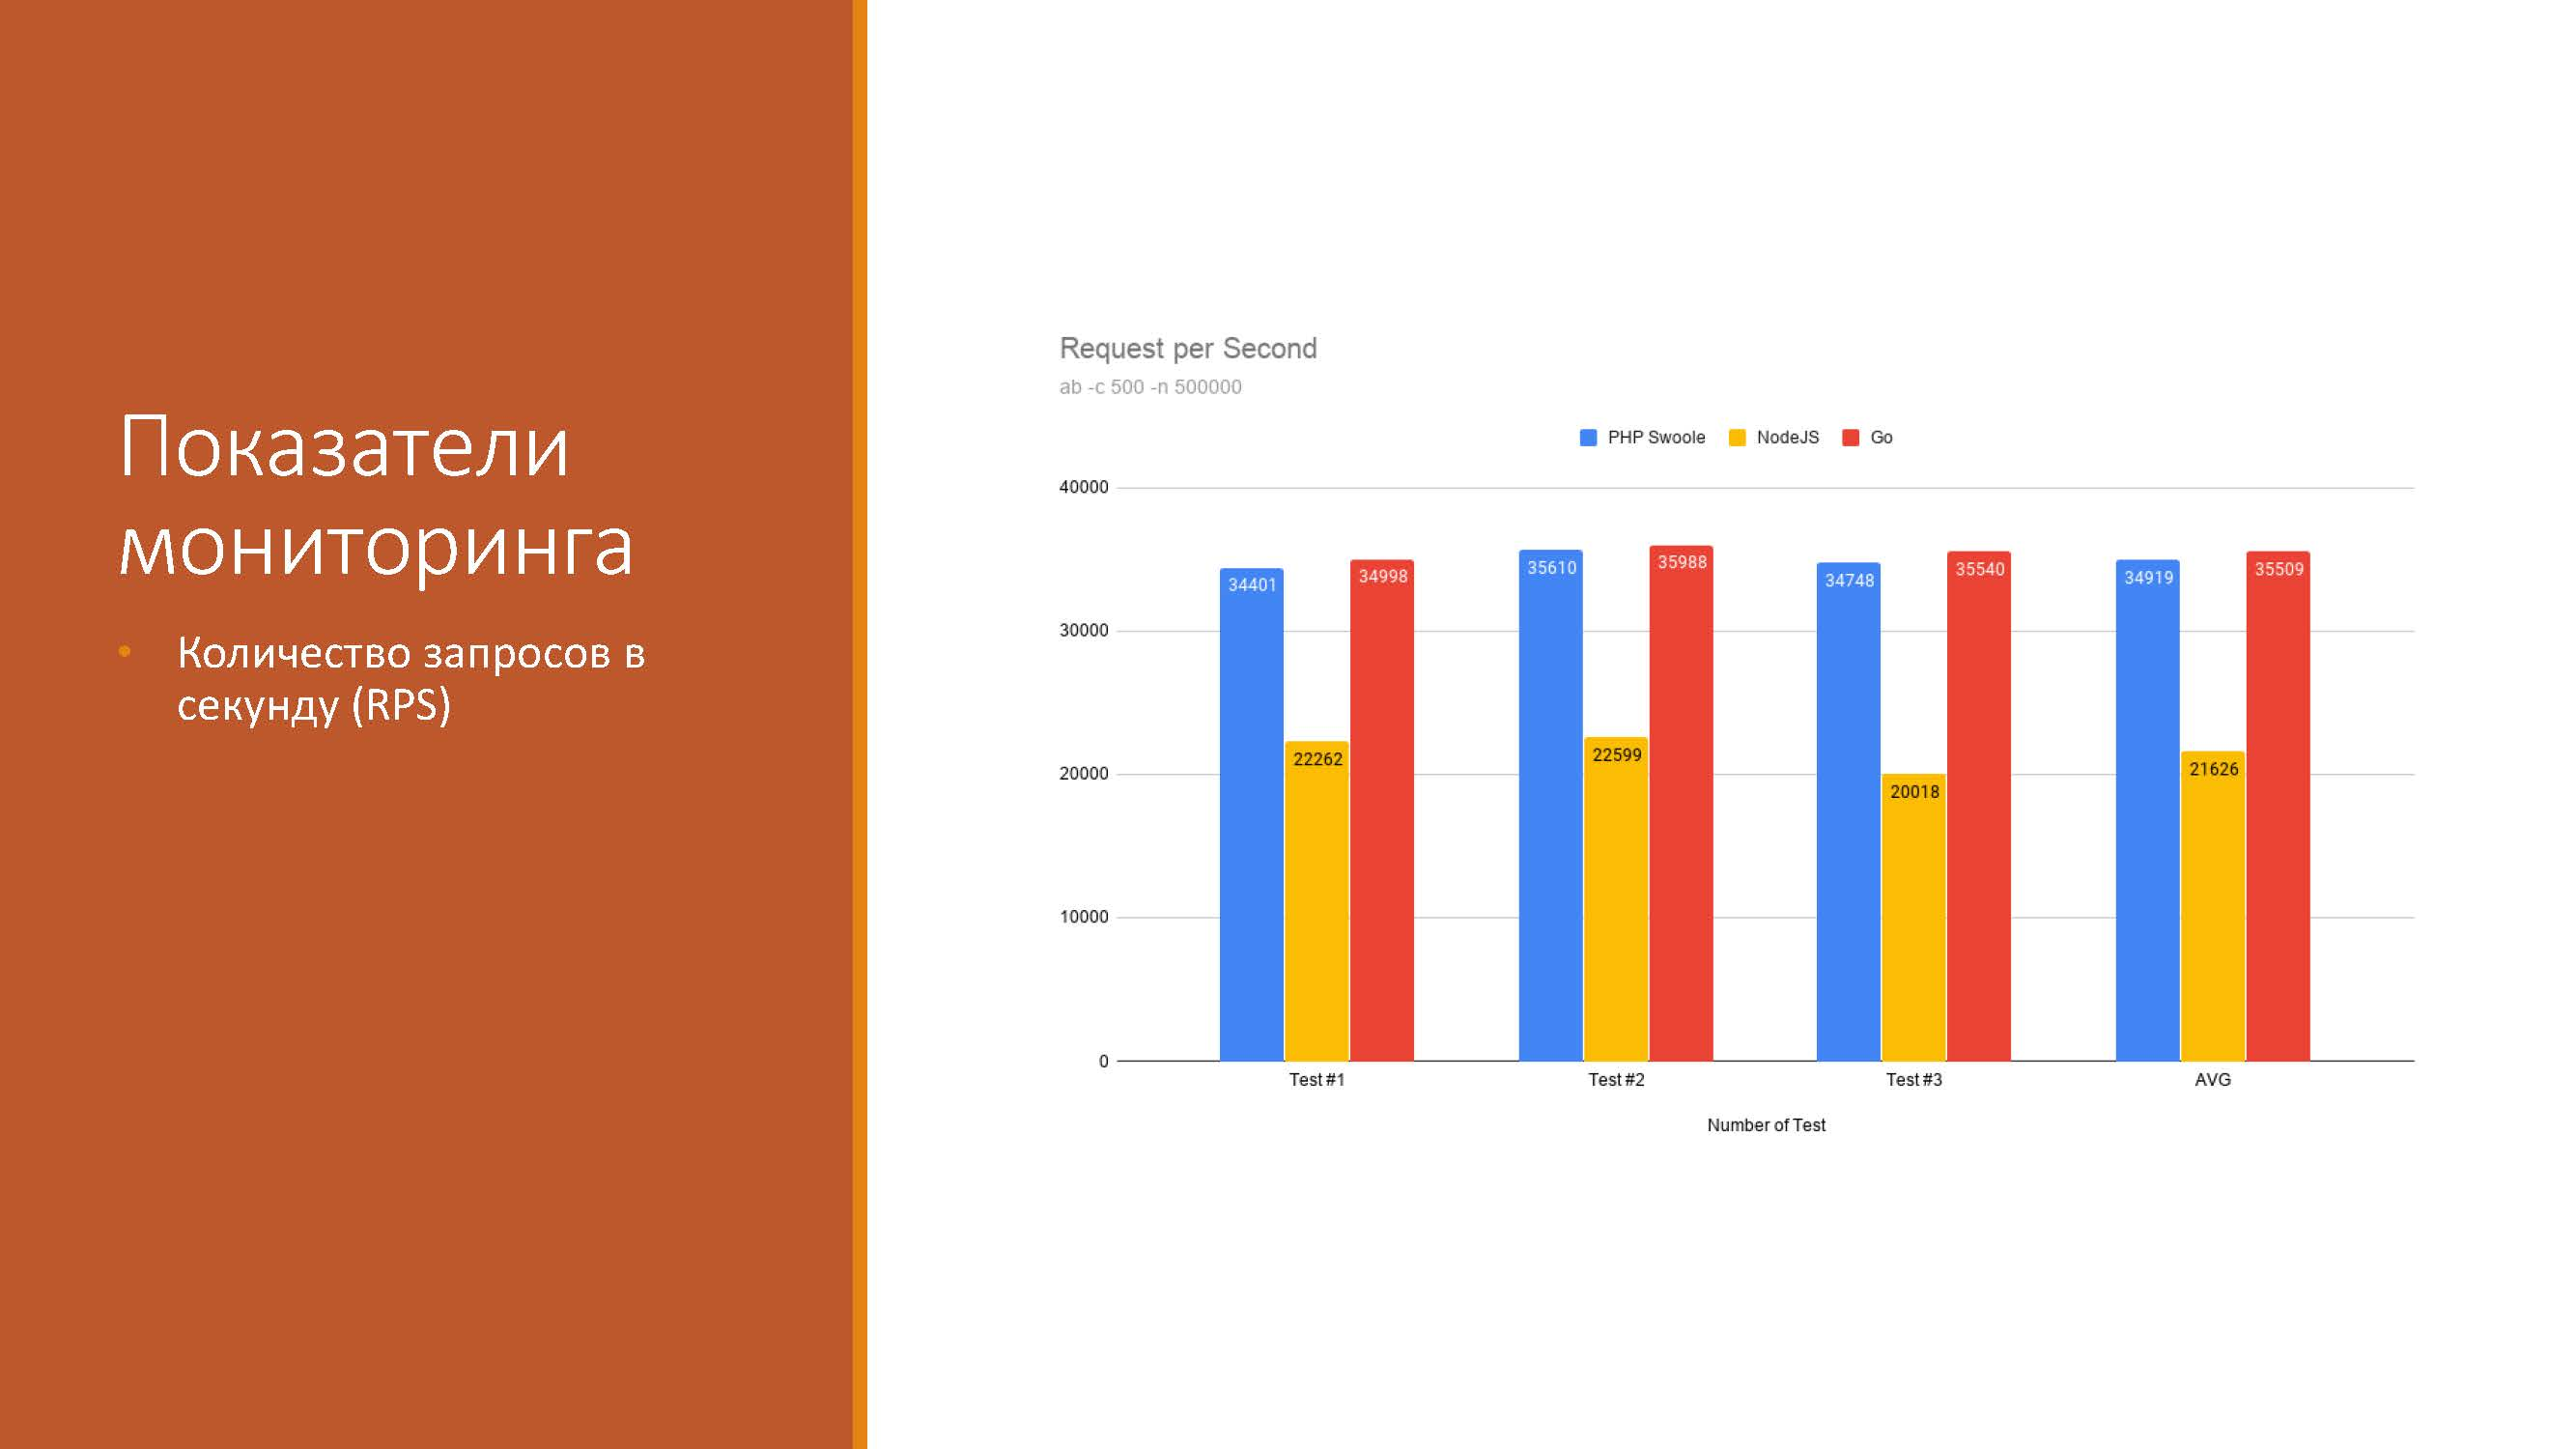 Показатели
мониторинга
• Количество запросов в
секунду (RPS)
Request per Second
ab -c 500 -n 500000
PHP Swoole NodeJS Go
40000
30000
20000
10000
0
34401 22262 34998
35610 22599 35988
34748 20018 35540
34919 21626 35509
Test #1 Test #2 Test #3 AVG
Number of Test